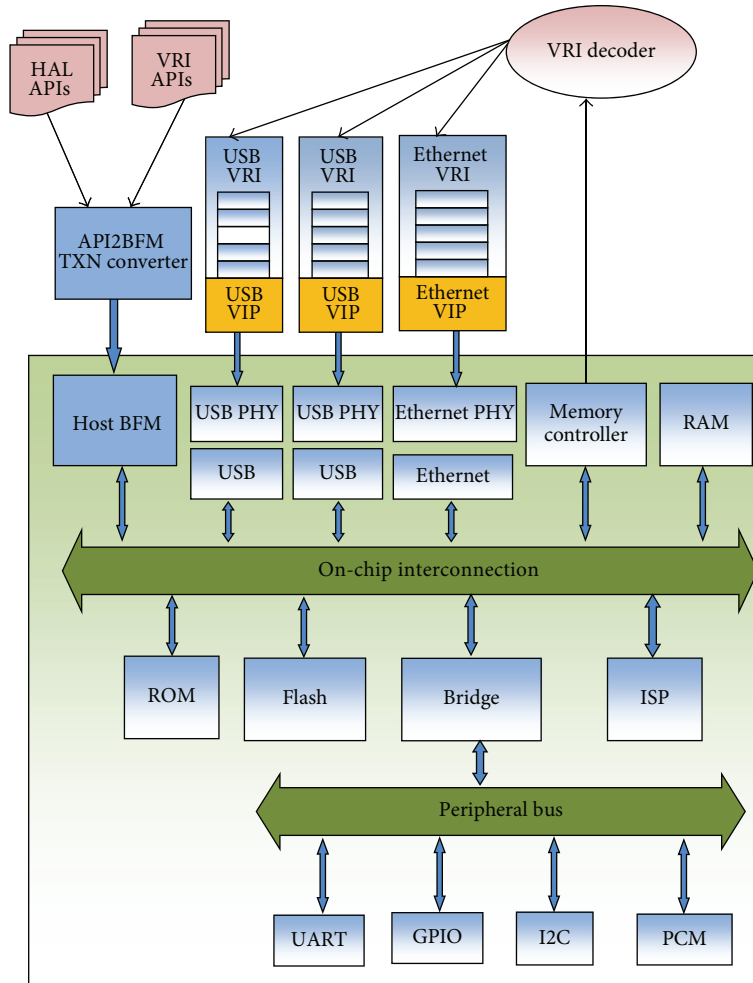 HAL
APIs
VRI
APIs
VRI decoder
USB
VRI
USB
VRI
Ethernet
VRI
API2BFM
TXN converter
USB
VIP
USB
VIP
Ethernet
VIP
Host BFM
USB PHY
USB PHY
Ethernet PHY
Memory
controller
RAM
USB
USB
Ethernet
On-chip interconnection
ROM
Flash
Bridge
ISP
Peripheral bus
UART
GPIO
I2C
PCM